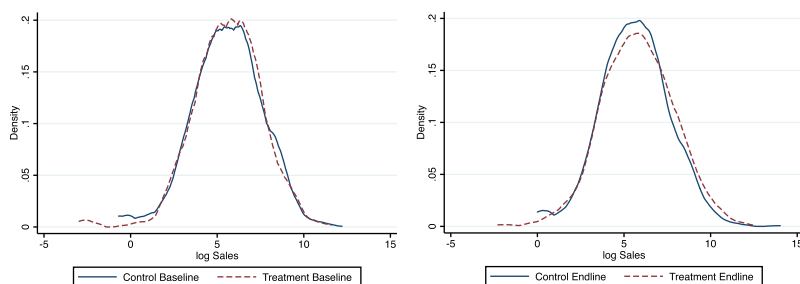 Density
.2
.15
.1
.05
0
-5 0 5 10 15
log Sales
Control Baseline Treatment Baseline
Density
.2
.15
.1
.05
0
-5 0 5 10 15
log Sales
Control Endline Treatment Endline